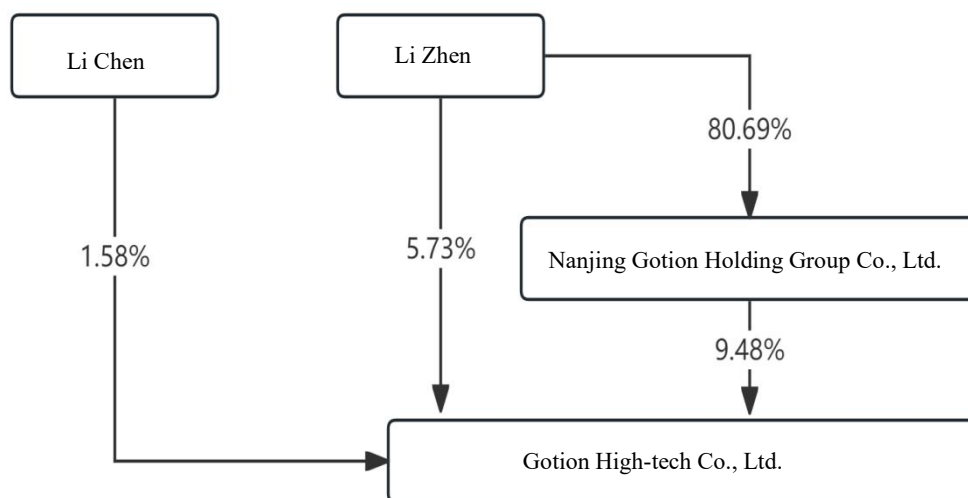 Li Chen
Li Zhen
80.69%
1.58%
5.73%
Nanjing Gotion Holding Group Co., Ltd.
9.48%
Gotion High-tech Co., Ltd.